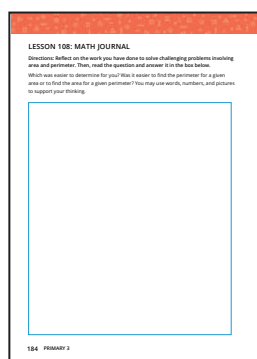 LESSON 108: MATH JOURNAL
Directions: Reflect on the work you have done to solve challenging problems involving
area and perimeter. Then, read the question and answer it in the box below.
Which was easier to determine for you? Was it easier to find the perimeter for a given
area or to find the area for a given perimeter? You may use words, numbers, and pictures
to support your thinking.
184 PRIMARY 3